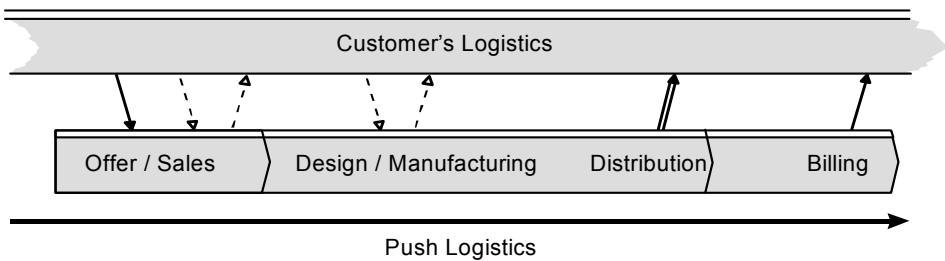 Customer’s Logistics
Offer / Sales Design / Manufacturing Distribution Billing
Push Logistics